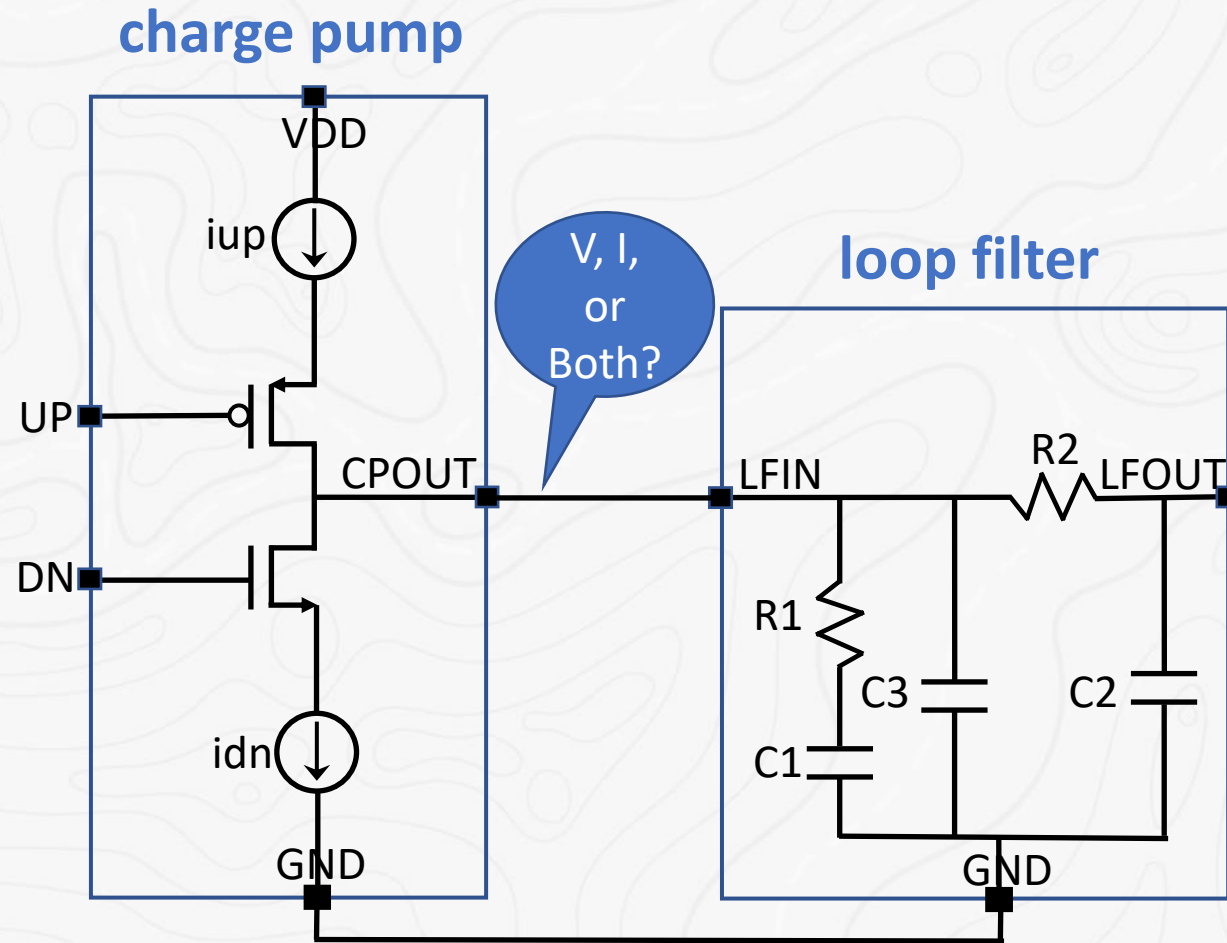 charge pump
VDD
iup
V, I,
or
Both?
loop filter
UP
CPOUT
LFIN
R2
LFOUT
DN
R1
C3
C2
idn
C1
GND
GND